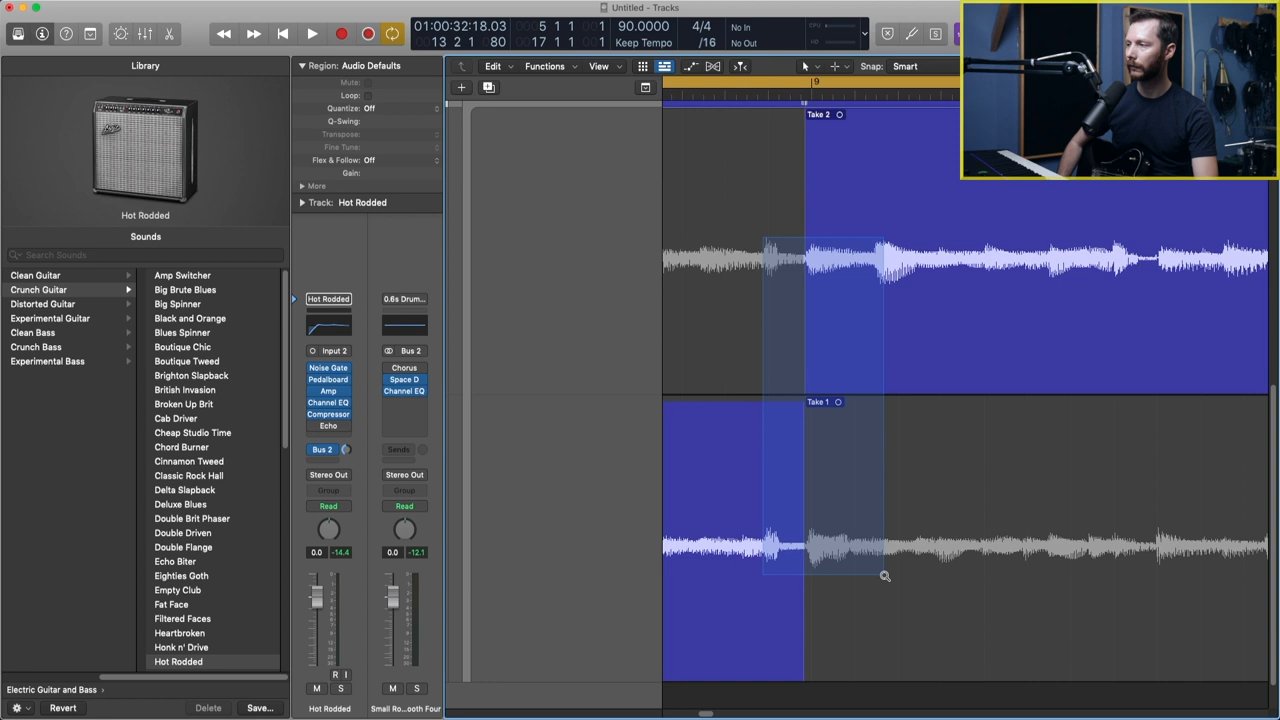 Untitled - Tracks
01:00:32:18.03
13 2 1 80
5 1 1 1
17 1 1 1
90.0000
Keep Tempo
4/4
/16
No In
No Out
CPU
HD
Library
Region: Audio Defaults
Edit
Functions
View
Snap: Smart
Mute:
Loop:
Quantize: Off
Q-Swing:
Transpose:
Fine Tune:
Flex & Follow: Off
Gain:
More
Track: Hot Rodded
9
Take 2
Take 1
Hot Rodded
Sounds
Search Sounds
Clean Guitar
Crunch Guitar
Distorted Guitar
Experimental Guitar
Clean Bass
Crunch Bass
Experimental Bass
Amp Switcher
Big Brute Blues
Big Spinner
Black and Orange
Blues Spinner
Boutique Chic
Boutique Tweed
Brighton Slapback
British Invasion
Broken Up Brit
Cab Driver
Cheap Studio Time
Chord Burner
Cinnamon Tweed
Classic Rock Hall
Delta Slapback
Deluxe Blues
Double Brit Phaser
Double Driven
Double Flange
Echo Biter
Eighties Goth
Empty Club
Fat Face
Filtered Faces
Heartbroken
Honk n' Drive
Hot Rodded
Hot Rodded
Input 2
Noise Gate
Pedalboard
Amp
Channel EQ
Compressor
Echo
Bus 2
Stereo Out
Group
Read
0.0
-14.4
R I
M
S
Hot Rodded
0.6s Drum...
Bus 2
Chorus
Space D
Channel EQ
Sends
Stereo Out
Group
Read
0.0
-12.1
M
S
Small Ro...ooth Four
Electric Guitar and Bass
Revert
Delete
Save...